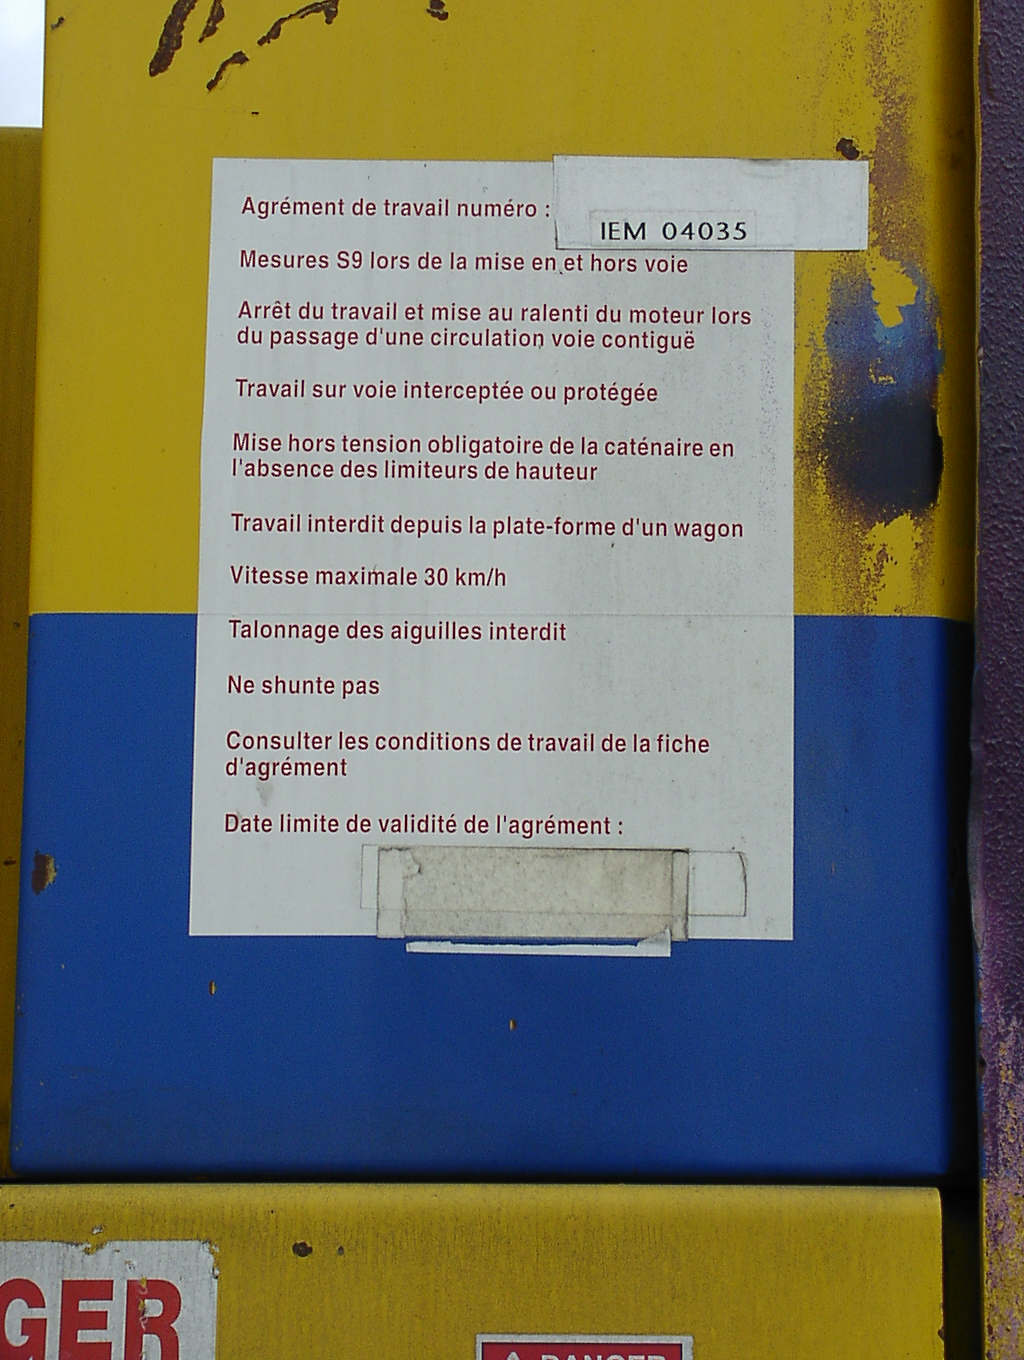 Agrément de travail numéro :
IEM 04035
Mesures S9 lors de la mise en et hors voie
Arrêt du travail et mise au ralenti du moteur lors
du passage d'une circulation voie contiguë
Travail sur voie interceptée ou protégée
Mise hors tension obligatoire de la caténaire en
l'absence des limiteurs de hauteur
Travail interdit depuis la plate-forme d'un wagon
Vitesse maximale 30 km/h
Talonnage des aiguilles interdit
Ne shunte pas
Consulter les conditions de travail de la fiche
d'agrément
Date limite de validité de l'agrément :
GER
DANGER